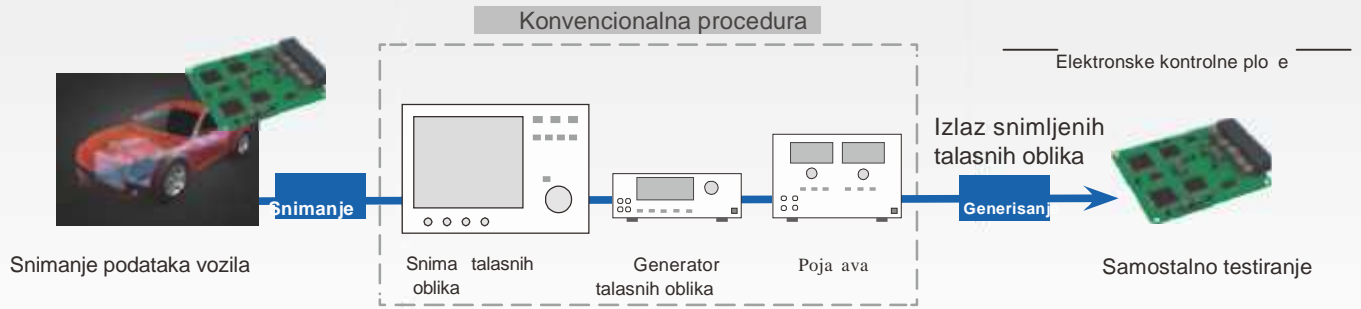 Konvencionalna procedura
Elektronske kontrolne plo e
Izlaz snimljenih
talasnih oblika
Snimanje
Generisanj
Snimanje podataka vozila
Snima talasnih
oblika
Generator
talasnih oblika
Poja ava
Samostalno testiranje